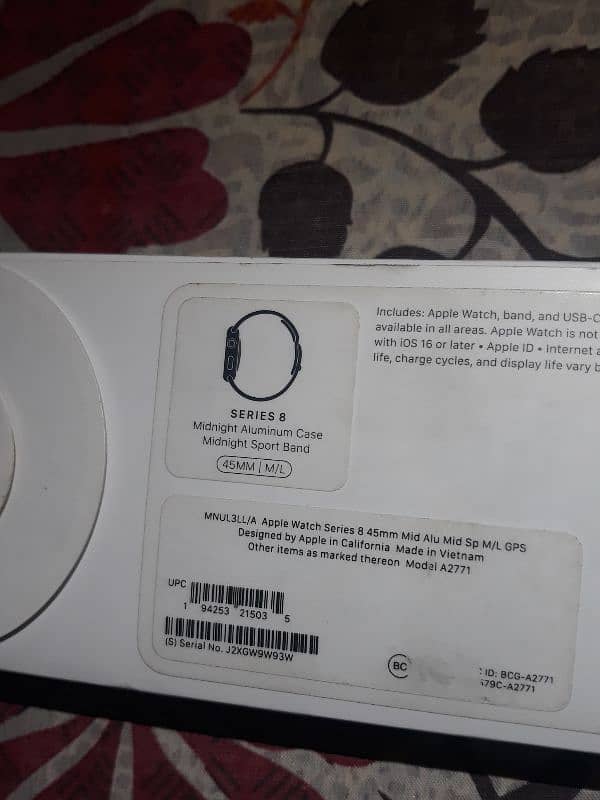 Includes: Apple Watch, band, and USB-C
available in all areas. Apple Watch is not
with iOS 16 or later • Apple ID • Internet
life, charge cycles, and display life vary
SERIES 8
Midnight Aluminum Case
Midnight Sport Band
45MM | M/L
MNUL3LL/A Apple Watch Series 8 45mm Mid Alu Mid Sp M/L GPS
Designed by Apple in California Made in Vietnam
Other items as marked thereon Model A2771
UPC
1 94253 21503 5
(S) Serial No. J2XGW9W93W
BC
ID: BCG-A2771
579C-A2771